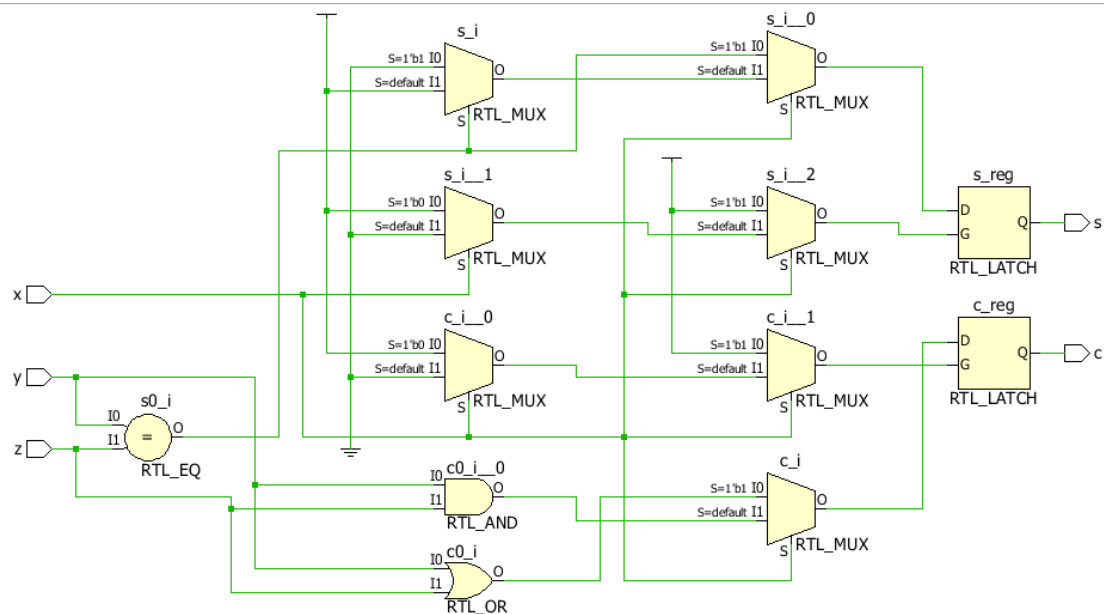 s_i
S=1'b1 I0
S=default I1
O
S
RTL_MUX
s_i__0
S=1'b1 I0
S=default I1
O
S
RTL_MUX
s_i__1
S=1'b0 I0
S=default I1
O
S
RTL_MUX
s_i__2
S=1'b1 I0
S=default I1
O
S
RTL_MUX
s_reg
D
G
Q
RTL_LATCH
s
x
c_i__0
S=1'b0 I0
S=default I1
O
S
RTL_MUX
c_i__1
S=1'b1 I0
S=default I1
O
S
RTL_MUX
c_reg
D
G
Q
RTL_LATCH
c
y
z
s0_i
I0
I1
=
O
RTL_EQ
c0_i__0
I0
I1
O
RTL_AND
c_i
S=1'b1 I0
S=default I1
O
S
RTL_MUX
c0_i
I0
I1
O
RTL_OR